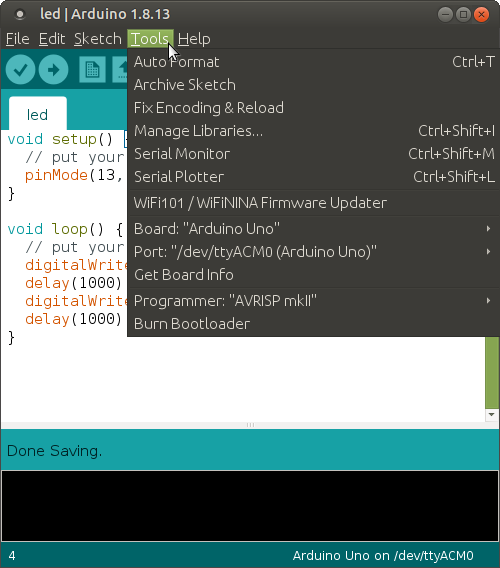 led | Arduino 1.8.13
File Edit Sketch Tools Help
Auto Format Ctrl+T
Archive Sketch
Fix Encoding & Reload
Manage Libraries... Ctrl+Shift+I
Serial Monitor Ctrl+Shift+M
Serial Plotter Ctrl+Shift+L
WiFi101 / WiFiNINA Firmware Updater
Board: "Arduino Uno"
Port: "/dev/ttyACM0 (Arduino Uno)"
Get Board Info
Programmer: "AVRISP mkII"
Burn Bootloader
led
void setup() {
// put your
pinMode(13,
}
void loop() {
// put your
digitalWrite
delay(1000)
digitalWrite
delay(1000)
}
Done Saving.
4 Arduino Uno on /dev/ttyACM0